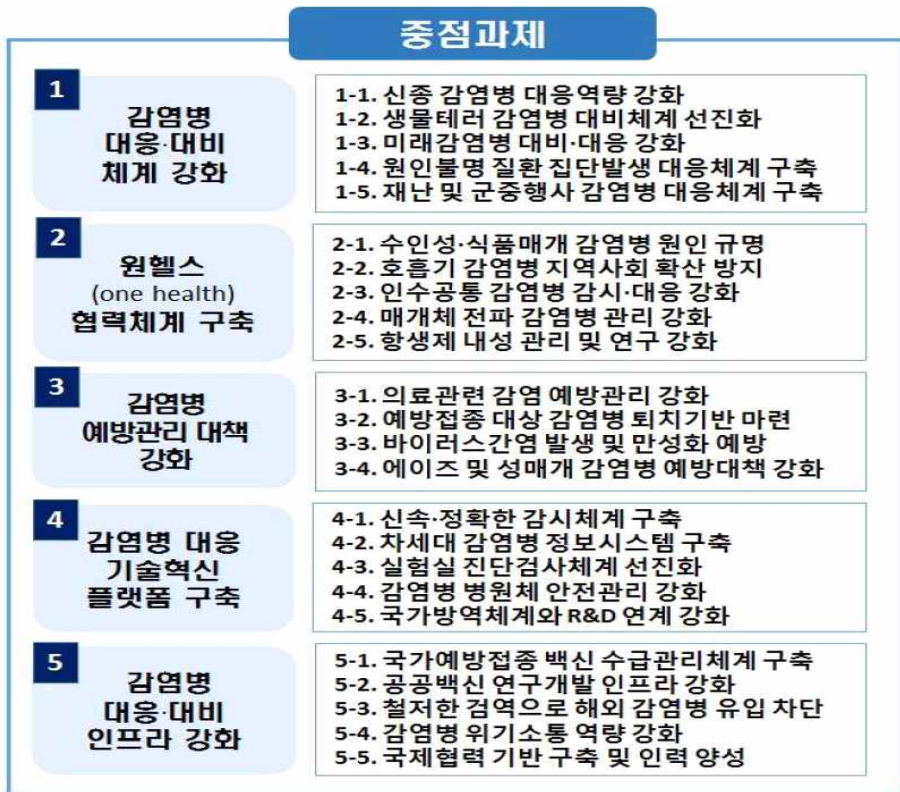 중점과제
1
감염병
대응·대비
체계 강화
1-1. 신종 감염병 대응역량 강화
1-2. 생물테러 감염병 대비체계 선진화
1-3. 미래감염병 대비·대응 강화
1-4. 원인불명 질환 집단발생 대응체계 구축
1-5. 재난 및 군중행사 감염병 대응체계 구축
2
원헬스
(one health)
협력체계 구축
2-1. 수인성·식품매개 감염병 원인 규명
2-2. 호흡기 감염병 지역사회 확산 방지
2-3. 인수공통 감염병 감시·대응 강화
2-4. 매개체 전파 감염병 관리 강화
2-5. 항생제 내성 관리 및 연구 강화
3
감염병
예방관리 대책
강화
3-1. 의료관련 감염 예방관리 강화
3-2. 예방접종 대상 감염병 퇴치기반 마련
3-3. 바이러스간염 발생 및 만성화 예방
3-4. 에이즈 및 성매개 감염병 예방대책 강화
4
감염병 대응
기술혁신
플랫폼 구축
4-1. 신속·정확한 감시체계 구축
4-2. 차세대 감염병 정보시스템 구축
4-3. 실험실 진단검사체계 선진화
4-4. 감염병 병원체 안전관리 강화
4-5. 국가방역체계와 R&D 연계 강화
5
감염병
대응·대비
인프라 강화
5-1. 국가예방접종 백신 수급관리체계 구축
5-2. 공공백신 연구개발 인프라 강화
5-3. 철저한 검역으로 해외 감염병 유입 차단
5-4. 감염병 위기소통 역량 강화
5-5. 국제협력 기반 구축 및 인력 양성